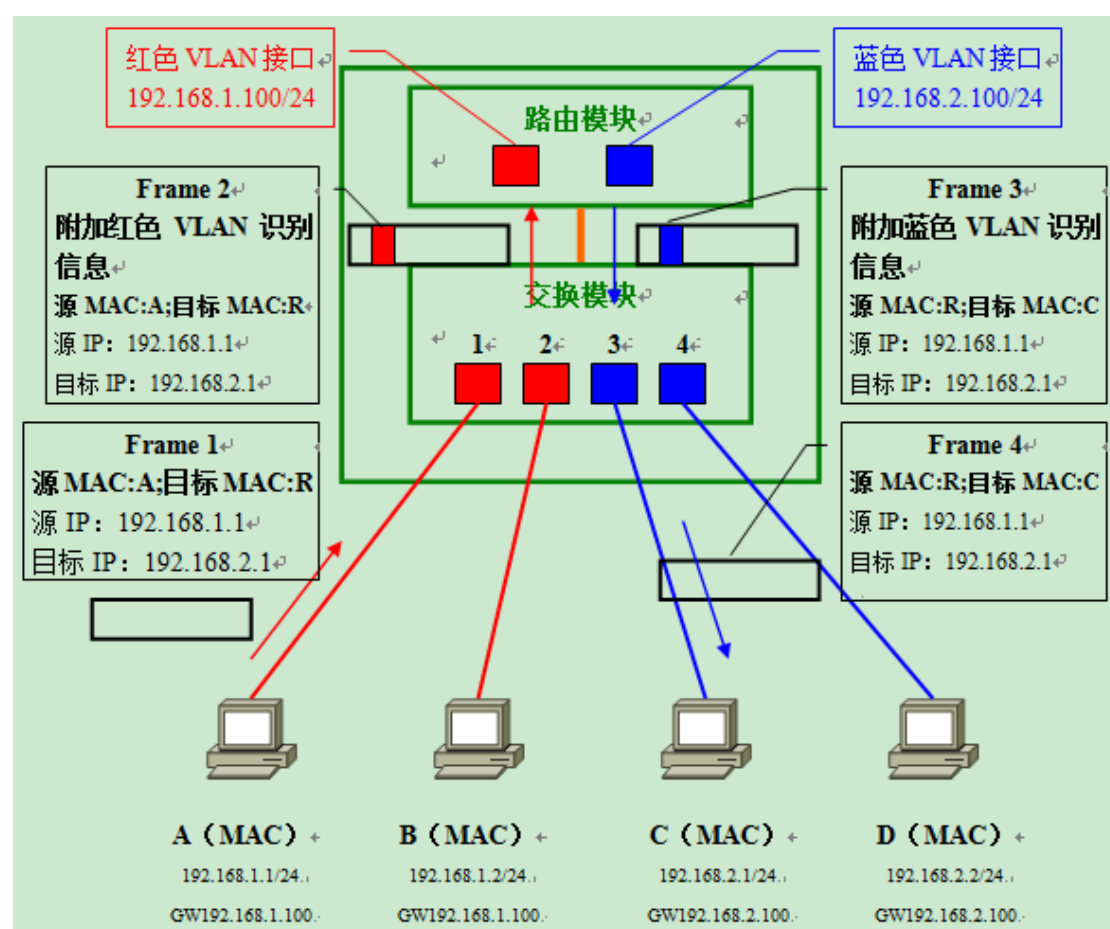 红色 VLAN 接口
192.168.1.100/24
蓝色 VLAN 接口
192.168.2.100/24
路由模块
Frame 2
附加红色 VLAN 识别
信息
源 MAC:A;目标 MAC:R
源 IP：192.168.1.1
目标 IP：192.168.2.1
Frame 3
附加蓝色 VLAN 识别
信息
源 MAC:R;目标 MAC:C
源 IP：192.168.1.1
目标 IP：192.168.2.1
交换模块
1 2 3 4
Frame 1
源 MAC:A;目标 MAC:R
源 IP：192.168.1.1
目标 IP：192.168.2.1
Frame 4
源 MAC:R;目标 MAC:C
源 IP：192.168.1.1
目标 IP：192.168.2.1
A（MAC） B（MAC） C（MAC） D（MAC）
192.168.1.1/24 192.168.1.2/24 192.168.2.1/24 192.168.2.2/24
GW192.168.1.100 GW192.168.1.100 GW192.168.2.100 GW192.168.2.100